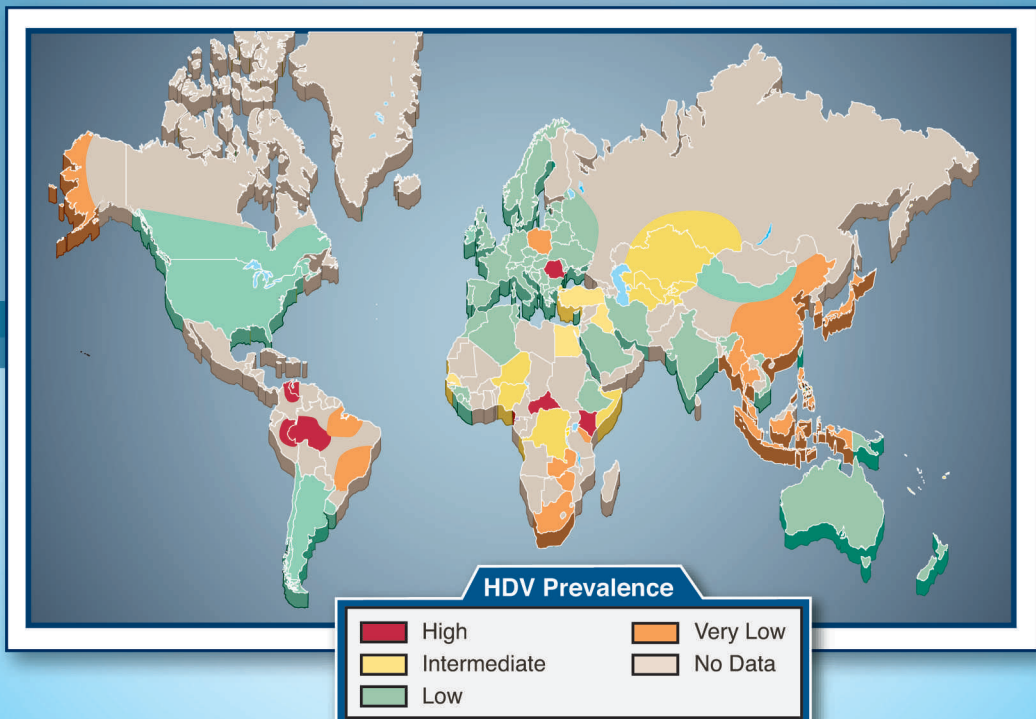 HDV Prevalence
High
Intermediate
Low
Very Low
No Data